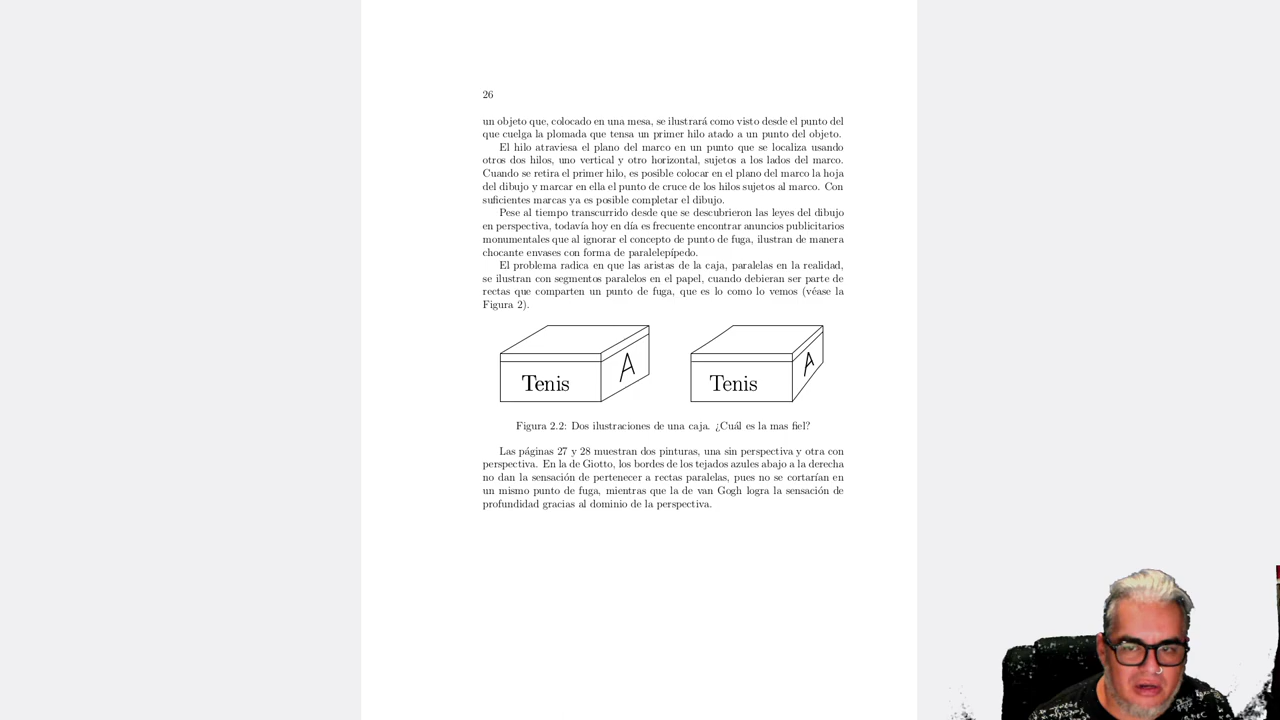 26
un objeto que, colocado en una mesa, se ilustrará como visto desde el punto del
que cuelga la plomada que tensa un primer hilo atado a un punto del objeto.
El hilo atraviesa el plano del marco en un punto que se localiza usando
otros dos hilos, uno vertical y otro horizontal, sujetos a los lados del marco.
Cuando se retira el primer hilo, es posible colocar en el plano del marco la hoja
del dibujo y marcar en ella el punto de cruce de los hilos sujetos al marco. Con
suficientes marcas ya es posible completar el dibujo.
Pese al tiempo transcurrido desde que se descubrieron las leyes del dibujo
en perspectiva, todavía hoy en día es frecuente encontrar anuncios publicitarios
monumentales que al ignorar el concepto de punto de fuga, ilustran de manera
chocante envases con forma de paralelepípedo.
El problema radica en que las aristas de la caja, paralelas en la realidad,
se ilustran con segmentos paralelos en el papel, cuando debieran ser parte de
rectas que comparten un punto de fuga, que es lo como lo vemos (véase la
Figura 2).
Tenis A Tenis A
Figura 2.2: Dos ilustraciones de una caja. ¿Cuál es la mas fiel?
Las páginas 27 y 28 muestran dos pinturas, una sin perspectiva y otra con
perspectiva. En la de Giotto, los bordes de los tejados azules abajo a la derecha
no dan la sensación de pertenecer a rectas paralelas, pues no se cortarían en
un mismo punto de fuga, mientras que la de van Gogh logra la sensación de
profundidad gracias al dominio de la perspectiva.